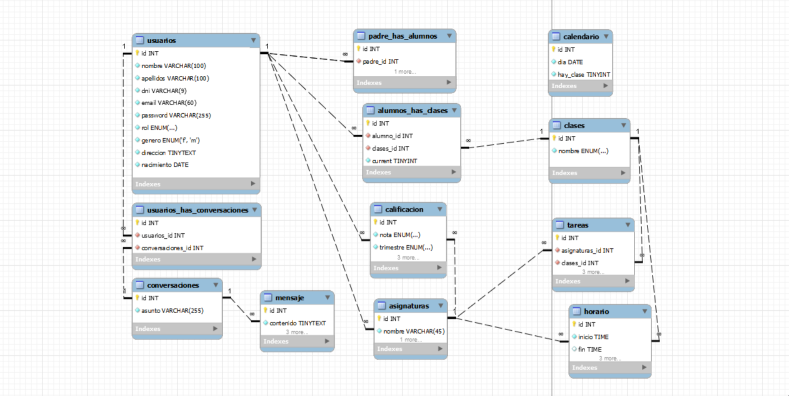 usuarios
id INT
nombre VARCHAR(100)
apellidos VARCHAR(100)
dni VARCHAR(9)
email VARCHAR(60)
password VARCHAR(255)
rol ENUM(...)
genero ENUM('f', 'm')
direccion TINYTEXT
nacimiento DATE
Indexes
usuarios_has_conversaciones
id INT
usuarios_id INT
conversaciones_id INT
Indexes
conversaciones
id INT
asunto VARCHAR(255)
Indexes
mensaje
id INT
contenido TINYTEXT
3 more...
Indexes
padre_has_alumnos
id INT
padre_id INT
1 more...
Indexes
alumnos_has_clases
id INT
alumno_id INT
clases_id INT
current TINYINT
Indexes
calificacion
id INT
nota ENUM(...)
trimestre ENUM(...)
3 more...
Indexes
asignaturas
id INT
nombre VARCHAR(45)
1 more...
Indexes
calendario
id INT
dia DATE
hay_clase TINYINT
Indexes
clases
id INT
nombre ENUM(...)
Indexes
tareas
id INT
asignaturas_id INT
clases_id INT
3 more...
Indexes
horario
id INT
inicio TIME
fin TIME
3 more...
Indexes
1
1
1
1
1
1
1
1
∞
∞
∞
∞
∞
∞
∞
∞
∞
∞
∞
∞
∞